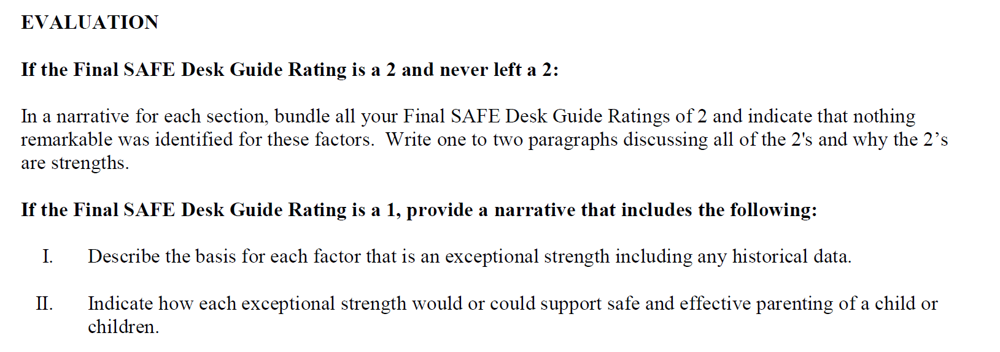 EVALUATION
If the Final SAFE Desk Guide Rating is a 2 and never left a 2:
In a narrative for each section, bundle all your Final SAFE Desk Guide Ratings of 2 and indicate that nothing
remarkable was identified for these factors.  Write one to two paragraphs discussing all of the 2's and why the 2’s
are strengths.
If the Final SAFE Desk Guide Rating is a 1, provide a narrative that includes the following:
I. Describe the basis for each factor that is an exceptional strength including any historical data.
II. Indicate how each exceptional strength would or could support safe and effective parenting of a child or
children.